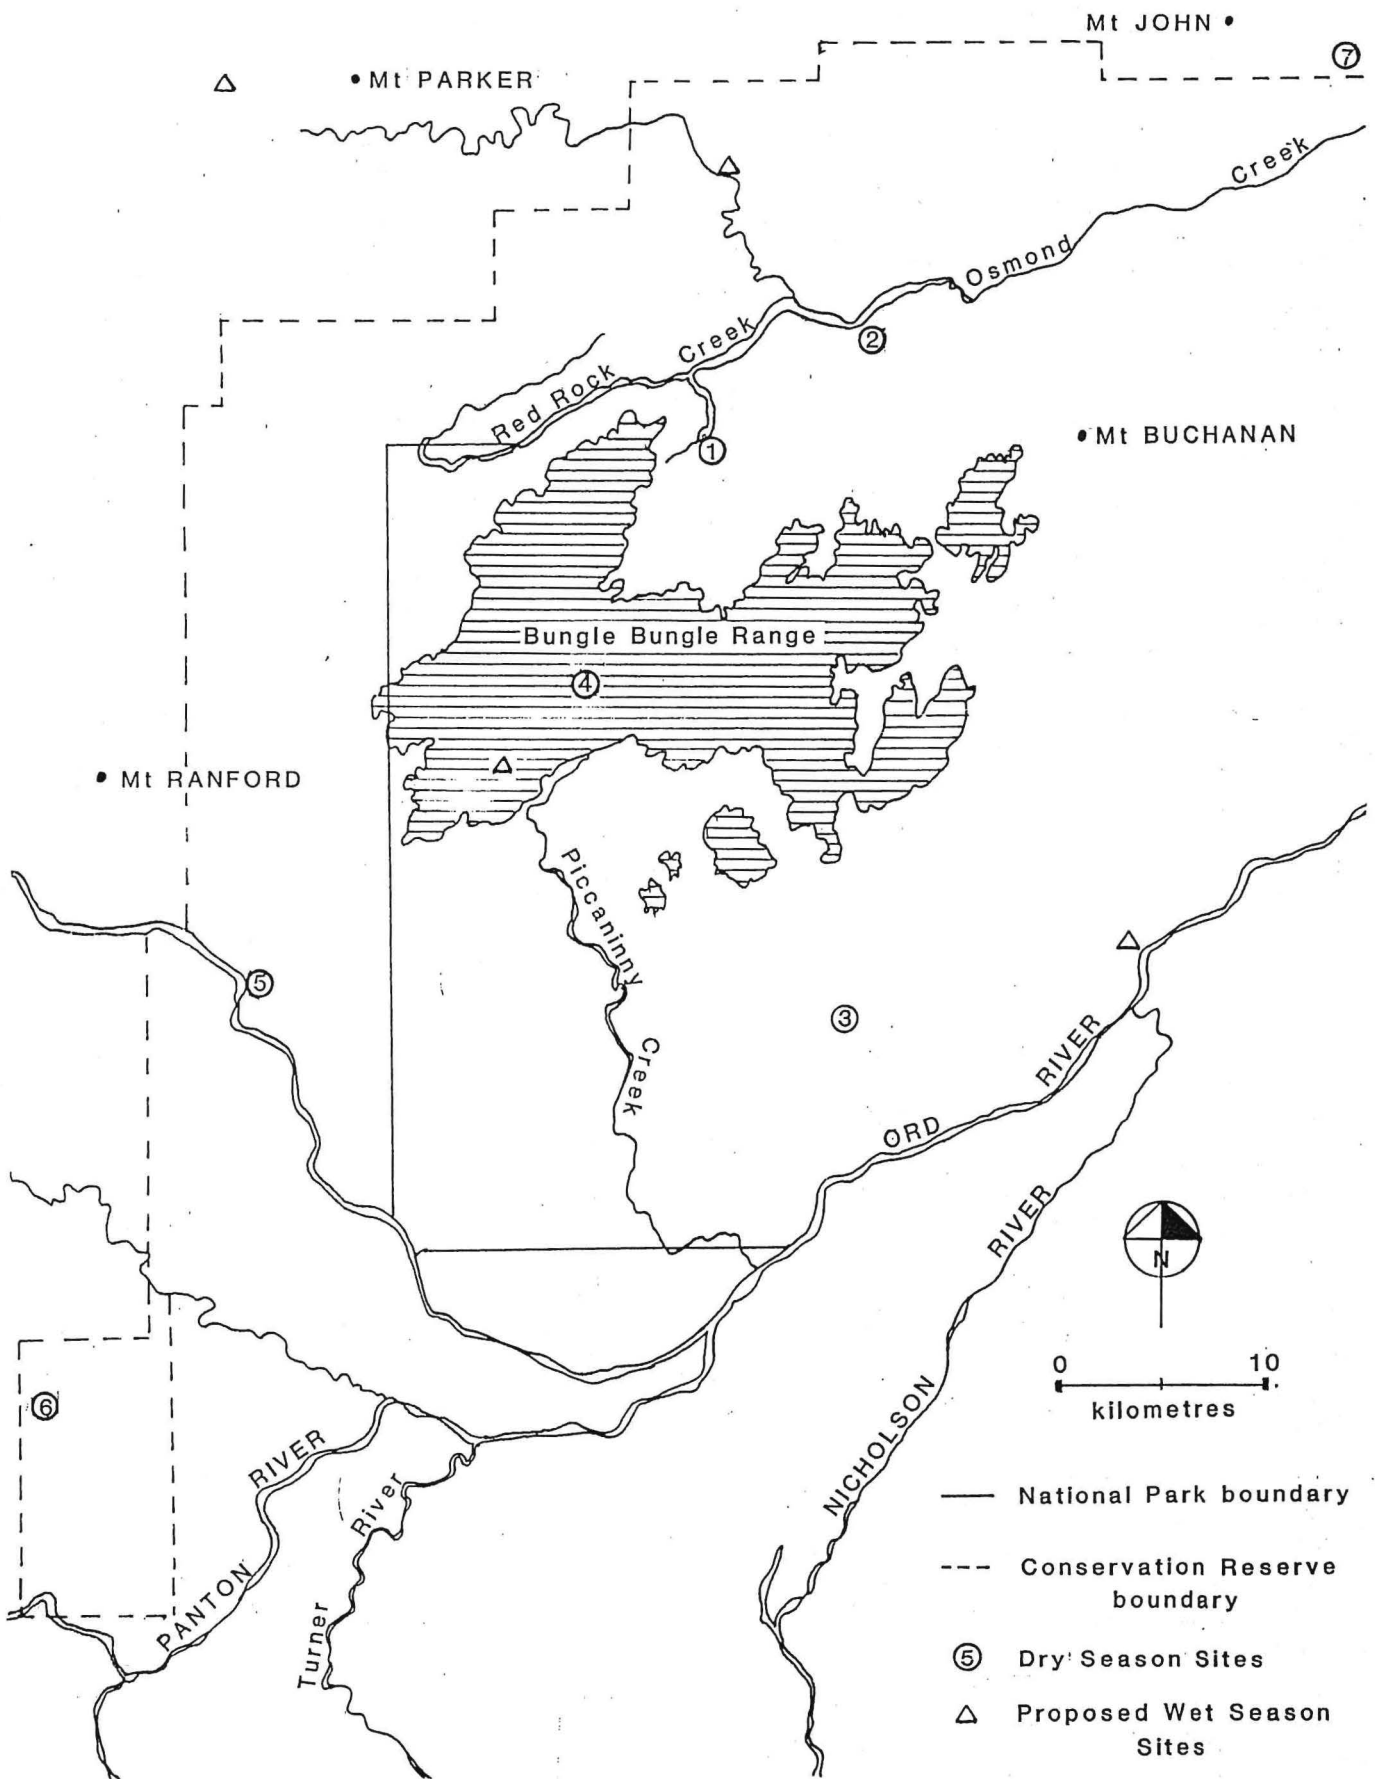 Mt JOHN
7
Mt PARKER
Creek
Osmond
Creek
2
Red Rock
1
Mt BUCHANAN
Bungle Bungle Range
4
Mt RANFORD
Piccaninny
5
3
Creek
RIVER
ORD
RIVER
N
0 10
kilometres
6
NICHOLSON
RIVER
River
National Park boundary
PANTON
Turner
Conservation Reserve
boundary
5 Dry Season Sites
Proposed Wet Season
Sites